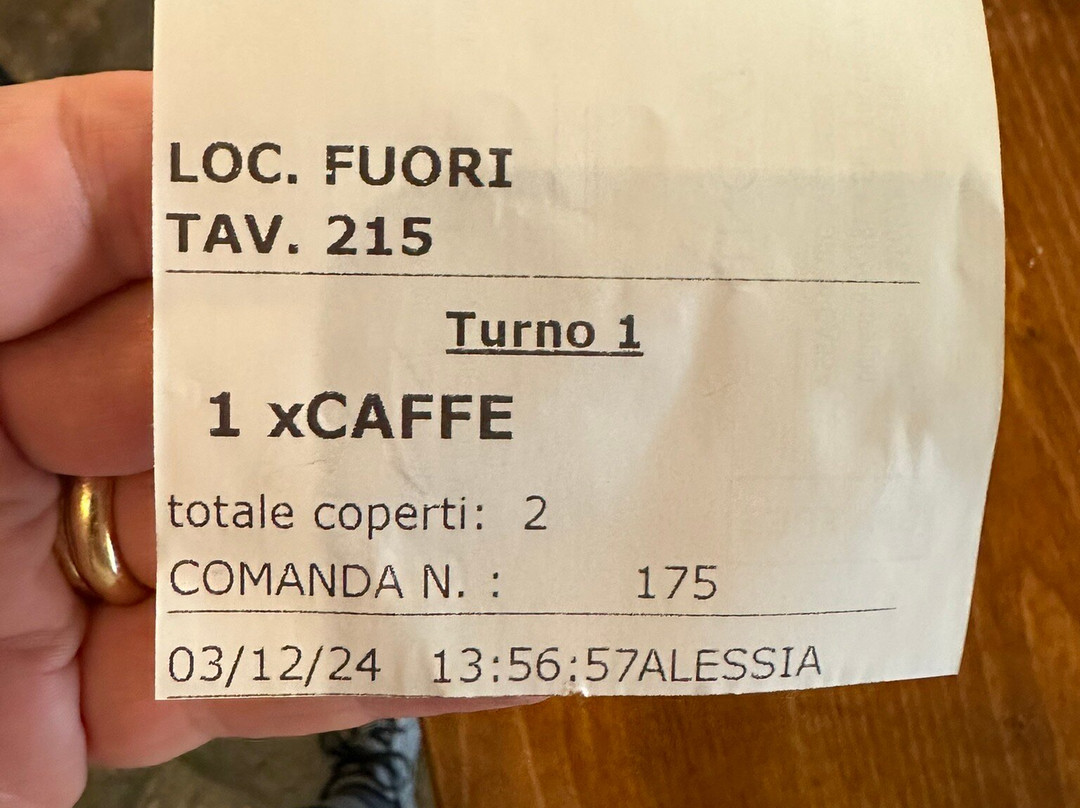 LOC. FUORI
TAV. 215
Turno 1
1 xCAFFE
totale coperti: 2
COMANDA N. : 175
03/12/24 13:56:57ALESSIA